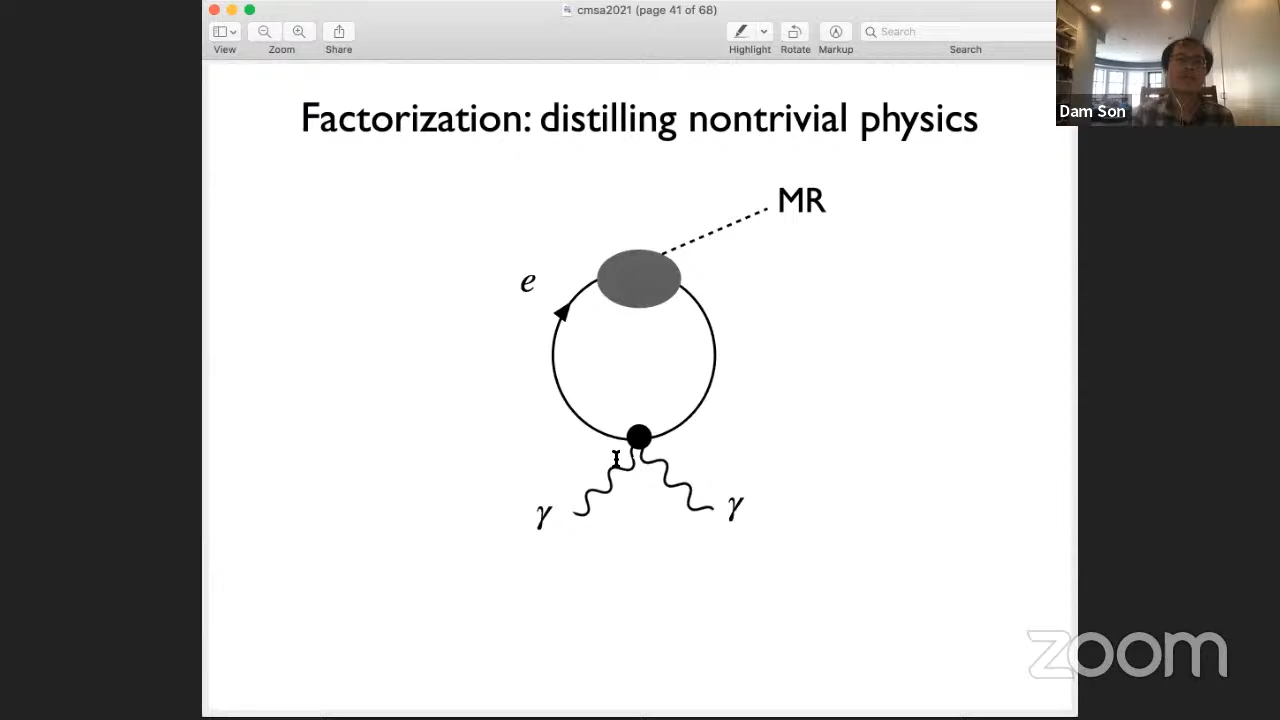 cmsa2021 (page 41 of 68)
View
Zoom
Share
Highlight
Rotate
Markup
Search
Search
Dam Son
Factorization: distilling nontrivial physics
MR
e
γ
γ
zoom